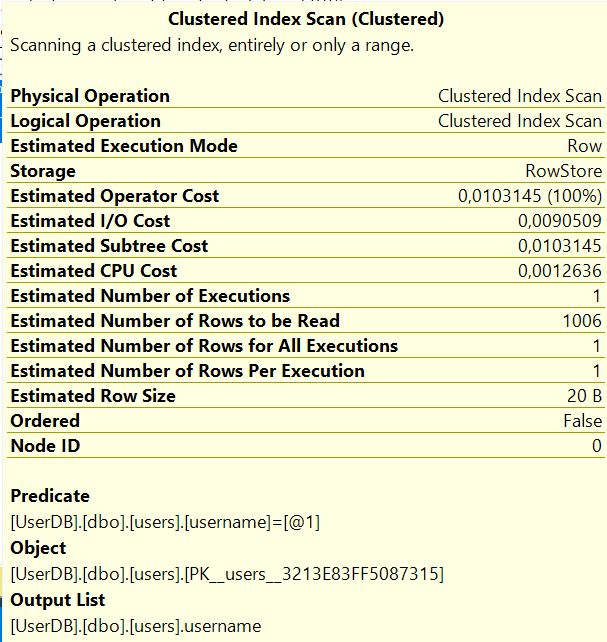 Clustered Index Scan (Clustered)
Scanning a clustered index, entirely or only a range.
Physical Operation Clustered Index Scan
Logical Operation Clustered Index Scan
Estimated Execution Mode Row
Storage RowStore
Estimated Operator Cost 0,0103145 (100%)
Estimated I/O Cost 0,0090509
Estimated Subtree Cost 0,0103145
Estimated CPU Cost 0,0012636
Estimated Number of Executions 1
Estimated Number of Rows to be Read 1006
Estimated Number of Rows for All Executions 1
Estimated Number of Rows Per Execution 1
Estimated Row Size 20 B
Ordered False
Node ID 0
Predicate
[UserDB].[dbo].[users].[username]=[@1]
Object
[UserDB].[dbo].[users].[PK__users__3213E83FF5087315]
Output List
[UserDB].[dbo].[users].username